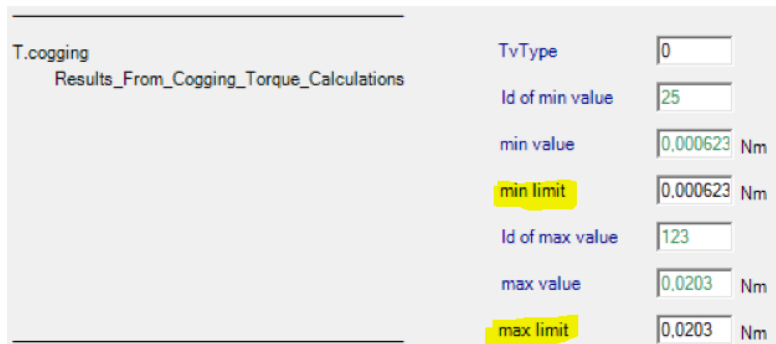 T.cogging
Results_From_Cogging_Torque_Calculations
TvType 0
Id of min value 25
min value 0,000623 Nm
min limit 0,000623 Nm
Id of max value 123
max value 0,0203 Nm
max limit 0,0203 Nm